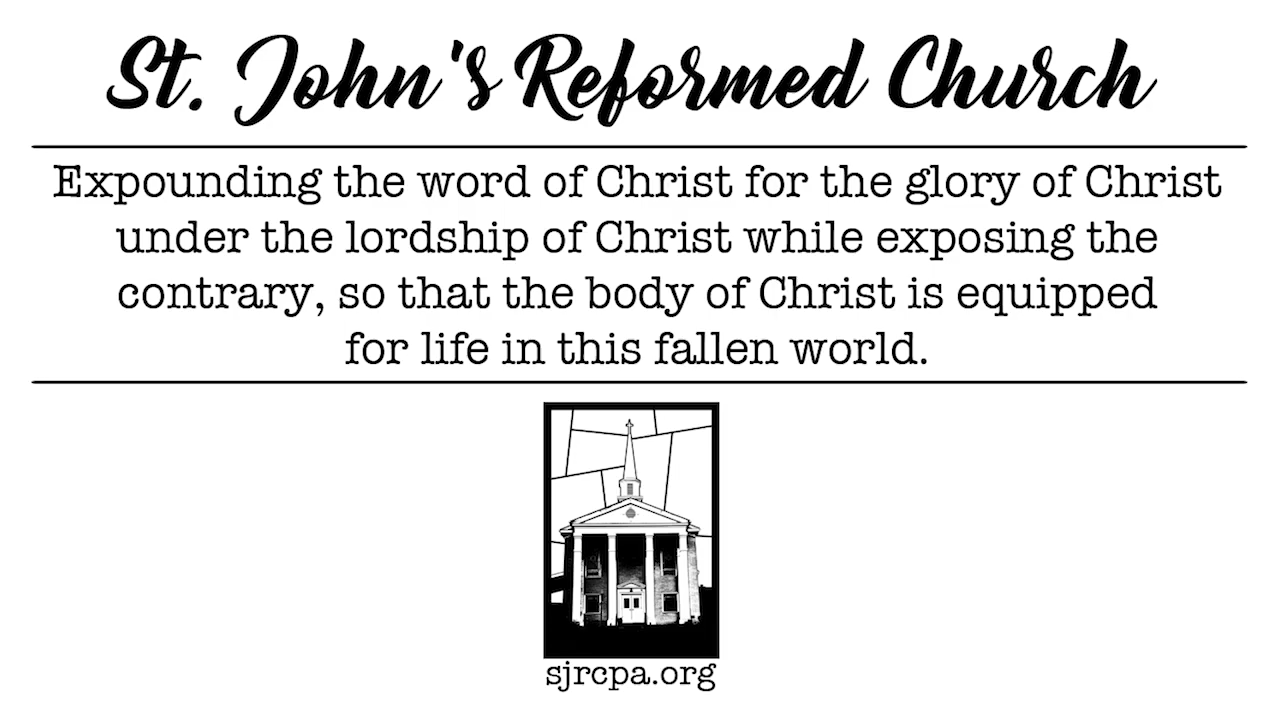 St. John's Reformed Church
Expounding the word of Christ for the glory of Christ
under the lordship of Christ while exposing the
contrary, so that the body of Christ is equipped
for life in this fallen world.
sjrcpa.org